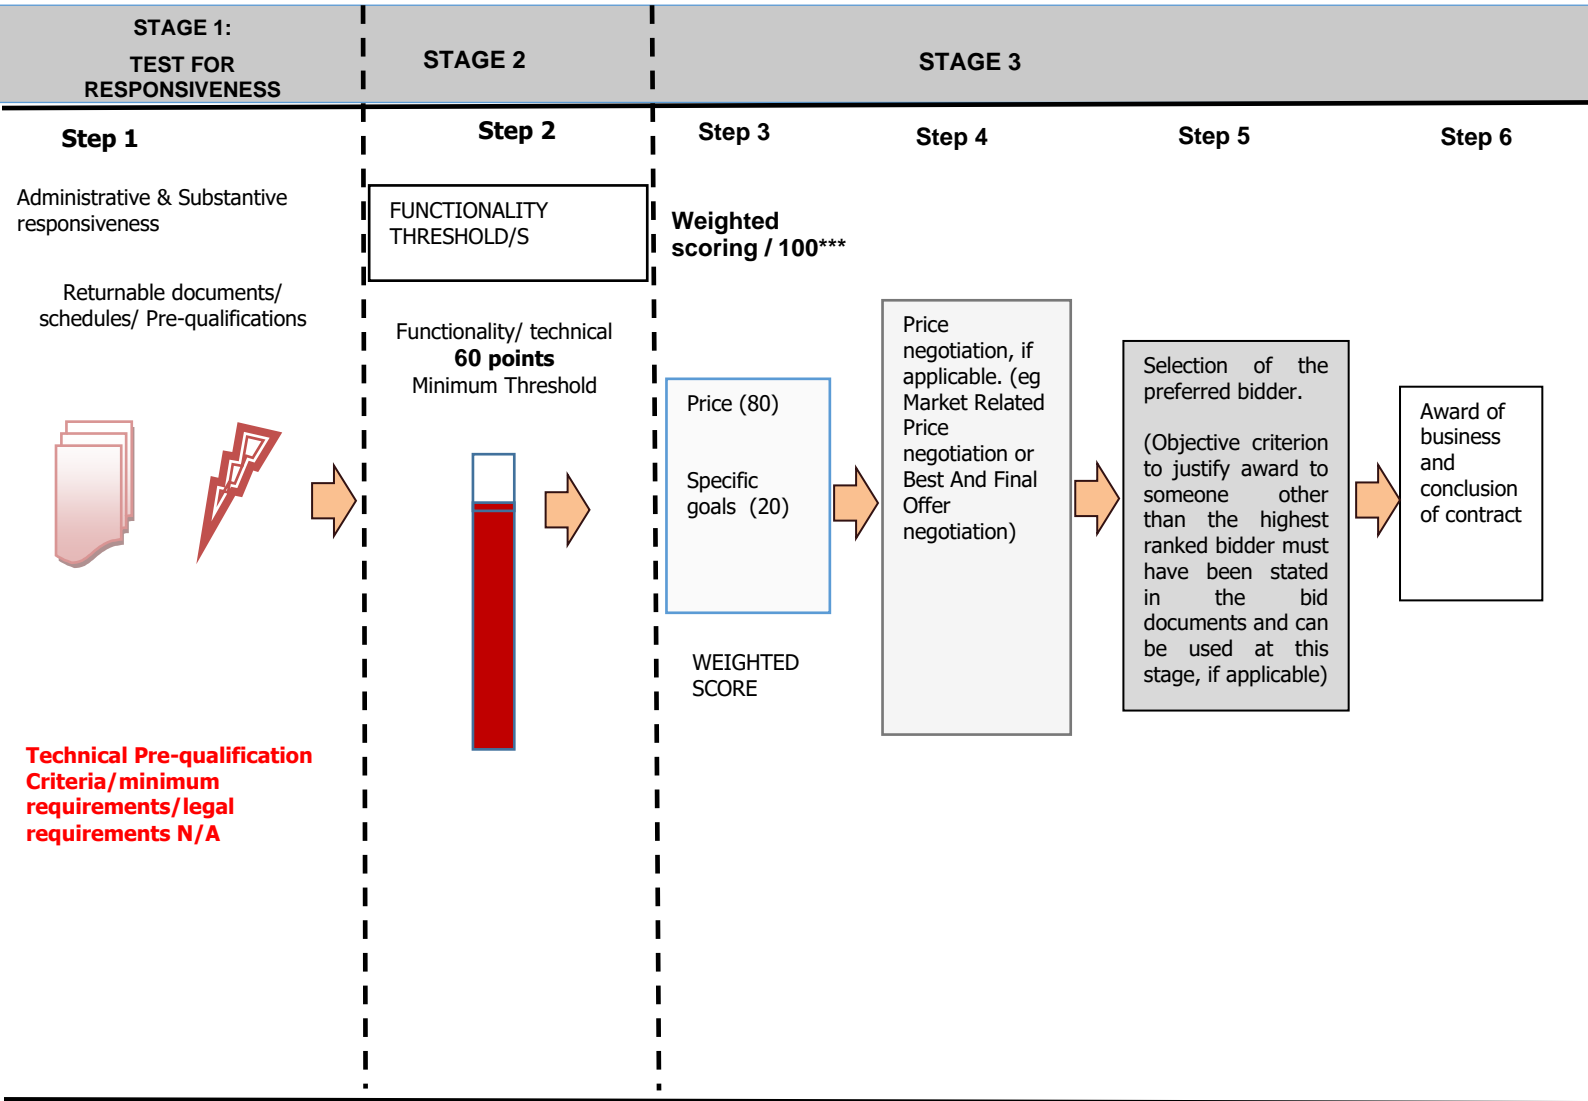 STAGE 1:
TEST FOR
RESPONSIVENESS
STAGE 2
STAGE 3
Step 1
Step 2
Step 3
Step 4
Step 5
Step 6
Administrative & Substantive
responsiveness
Returnable documents/
schedules/ Pre-qualifications
Technical Pre-qualification
Criteria/minimum
requirements/legal
requirements N/A
FUNCTIONALITY
THRESHOLD/S
Functionality/ technical
60 points
Minimum Threshold
Weighted
scoring / 100***
Price (80)
Specific
goals (20)
WEIGHTED
SCORE
Price
negotiation, if
applicable. (eg
Market Related
Price
negotiation or
Best And Final
Offer
negotiation)
Selection of the
preferred bidder.
(Objective criterion
to justify award to
someone other
than the highest
ranked bidder must
have been stated
in the bid
documents and can
be used at this
stage, if applicable)
Award of
business
and
conclusion
of contract